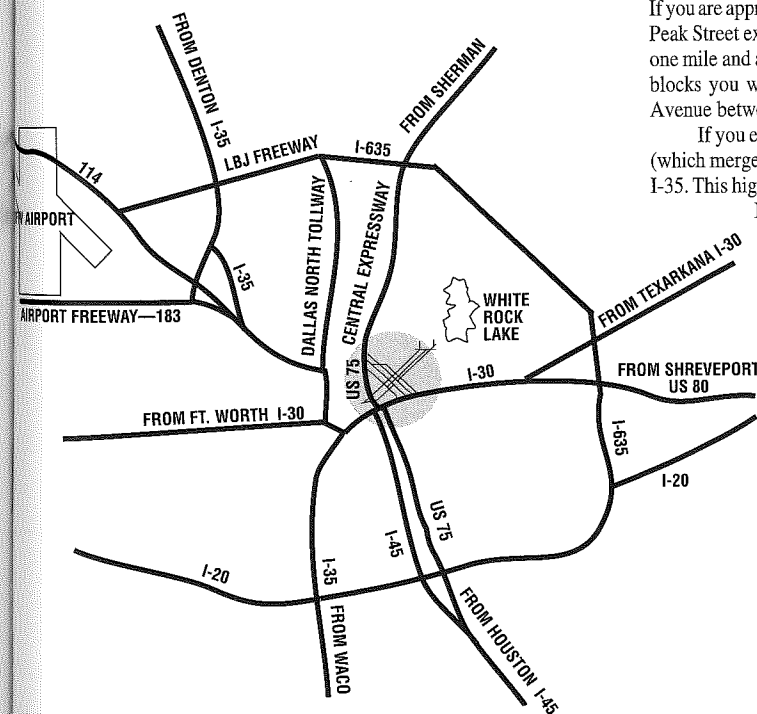 If you are appr
Peak Street ex
one mile and a
blocks you w
Avenue betwe
If you e
(which merge
I-35. This hig
FROM DENTON I-35
FROM SHERMAN
LBJ FREEWAY
I-635
114
AIRPORT
I-35
DALLAS NORTH TOLLWAY
CENTRAL EXPRESSWAY
US 75
WHITE
ROCK
LAKE
FROM TEXARKANA I-30
AIRPORT FREEWAY—183
I-30
FROM SHREVEPORT
US 80
FROM FT. WORTH I-30
I-635
I-20
US 75
I-45
I-20
I-35
FROM WACO
FROM HOUSTON I-45